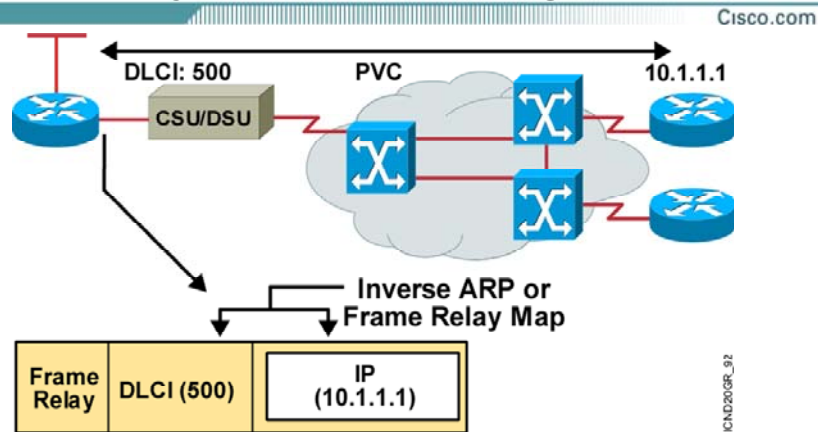 Cisco.com
DLCI: 500
PVC
10.1.1.1
CSU/DSU
Inverse ARP or
Frame Relay Map
Frame
Relay
DLCI (500)
IP
(10.1.1.1)
ICND20GR_92